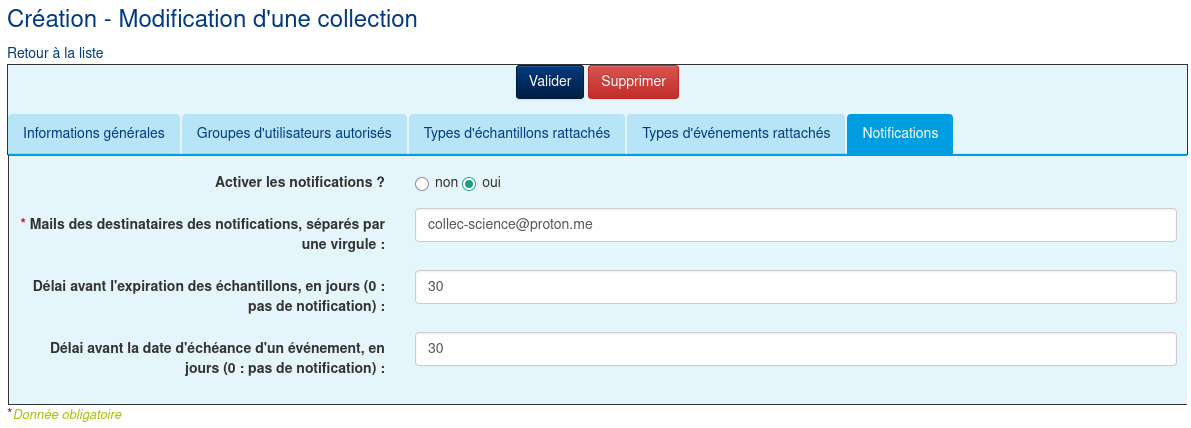 Création - Modification d'une collection
Retour à la liste
Valider Supprimer
Informations générales Groupes d'utilisateurs autorisés Types d'échantillons rattachés Types d'événements rattachés Notifications
Activer les notifications ? non oui
* Mails des destinataires des notifications, séparés par
une virgule :
collec-science@proton.me
Délai avant l'expiration des échantillons, en jours (0 :
pas de notification) :
30
Délai avant la date d'échéance d'un événement, en
jours (0 : pas de notification) :
30
*Donnée obligatoire